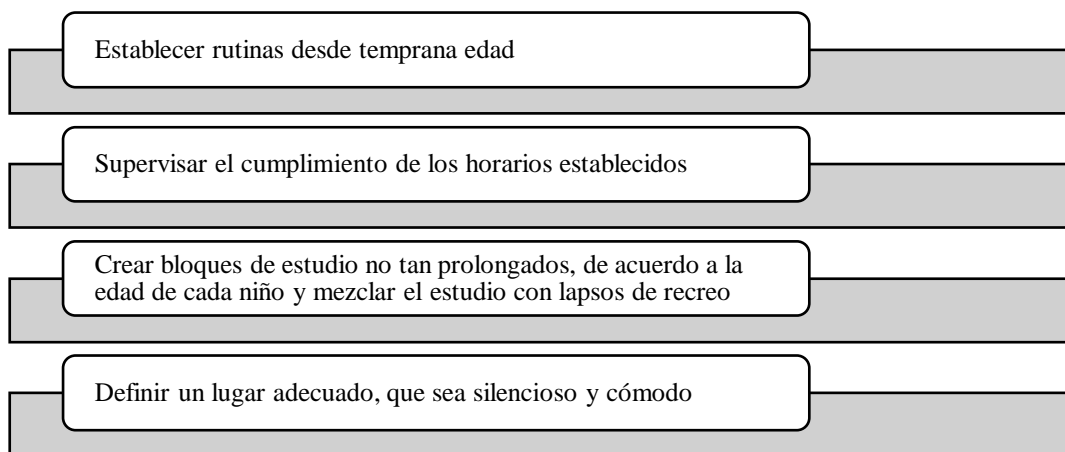 Establecer rutinas desde temprana edad
Supervisar el cumplimiento de los horarios establecidos
Crear bloques de estudio no tan prolongados, de acuerdo a la
edad de cada niño y mezclar el estudio con lapsos de recreo
Definir un lugar adecuado, que sea silencioso y cómodo